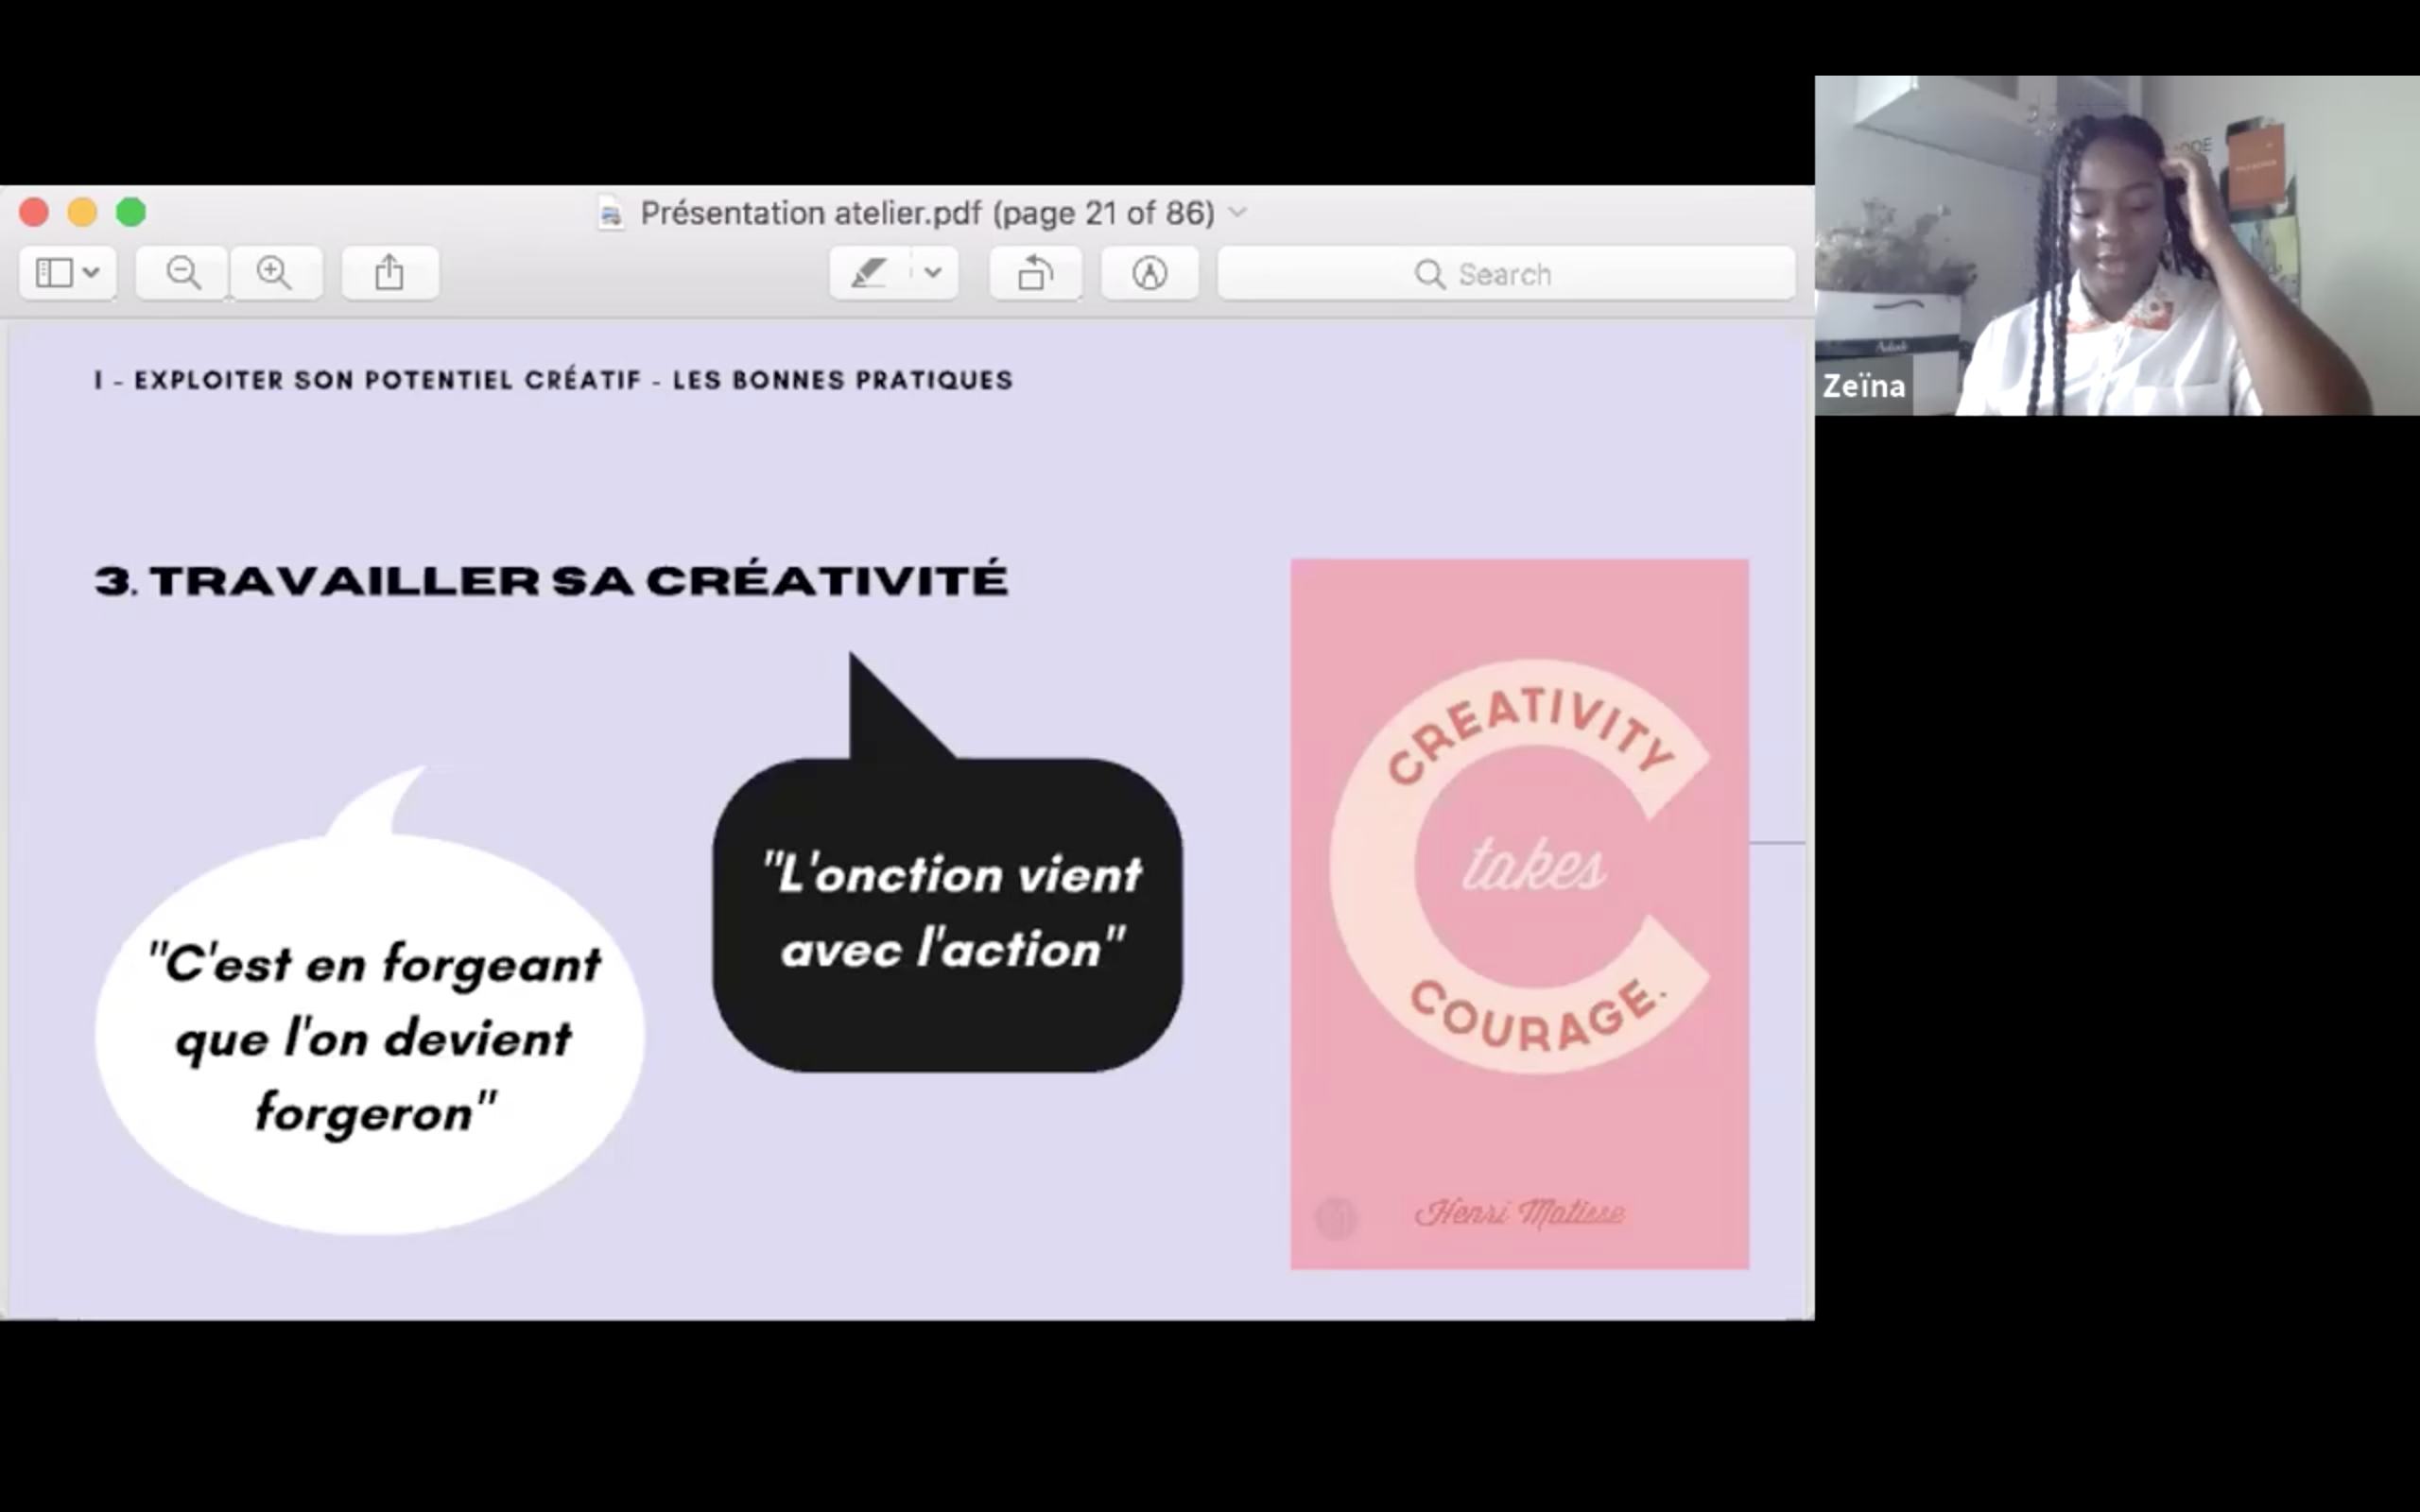 Présentation atelier.pdf (page 21 of 86)
Search
I - EXPLOITER SON POTENTIEL CRÉATIF - LES BONNES PRATIQUES
3. TRAVAILLER SA CRÉATIVITÉ
"L'onction vient
avec l'action"
"C'est en forgeant
que l'on devient
forgeron"
CREATIVITY
takes
COURAGE.
Henri Matisse
Zeïna